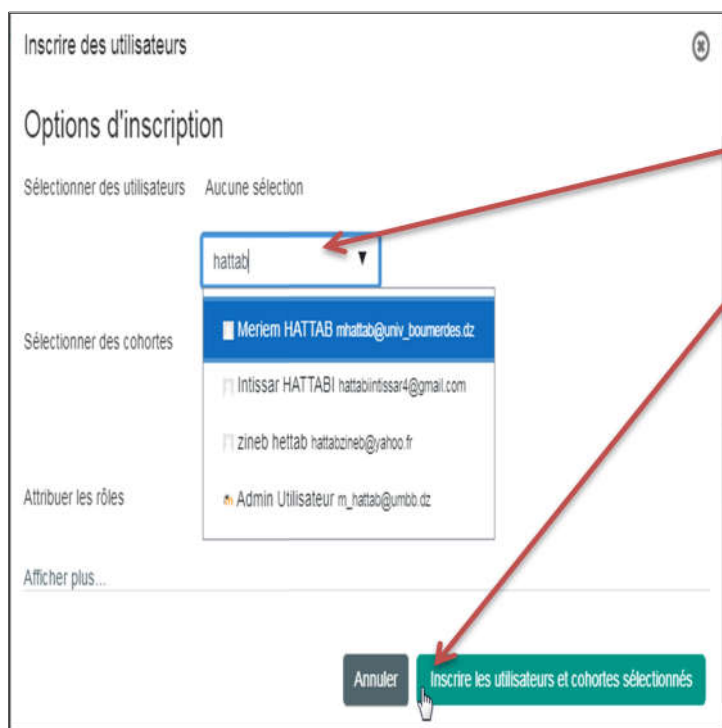 Inscrire des utilisateurs
Options d'inscription
Sélectionner des utilisateurs Aucune sélection
hattab
Sélectionner des cohortes
Meriem HATTAB mhattab@univ_boumerdes.dz
Intissar HATTABI hattabiintissar4@gmail.com
zineb hettab hattabzineb@yahoo.fr
Attribuer les rôles
Admin Utilisateur m_hattab@umbb.dz
Afficher plus...
Annuler Inscrire les utilisateurs et cohortes sélectionnés